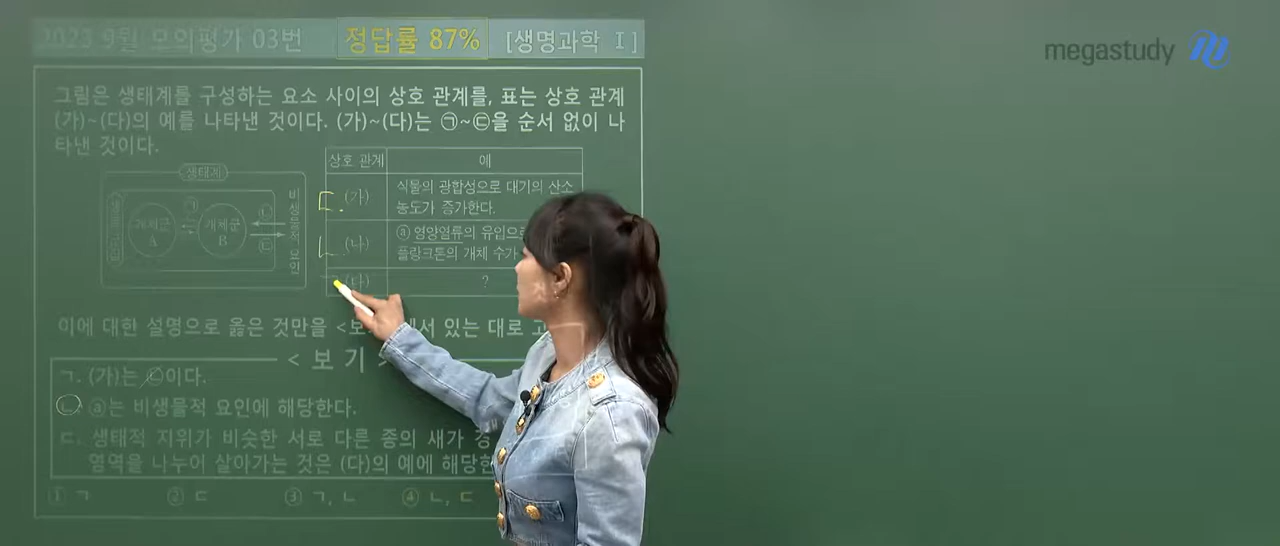 2023 9월 모의평가 03번 정답률 87% [생명과학 Ⅰ]
megastudy
그림은 생태계를 구성하는 요소 사이의 상호 관계를, 표는 상호 관계
(가)~(다)의 예를 나타낸 것이다. (가)~(다)는 ㉠~㉢을 순서 없이 나
타낸 것이다.
생태계
개체군 A
개체군 B
㉠
㉡
㉢
비생물적 요인
상호 관계 예
ㄷ. (가) 식물의 광합성으로 대기의 산소
농도가 증가한다.
ㄴ (나) ⓐ 영양염류의 유입으
플랑크톤의 개체 수가
(다) ?
이에 대한 설명으로 옳은 것만을 <보 에서 있는 대로 고
< 보 기 >
ㄱ. (가)는 ㉡이다.
ㄴ. ⓐ는 비생물적 요인에 해당한다.
ㄷ. 생태적 지위가 비슷한 서로 다른 종의 새가 경
영역을 나누어 살아가는 것은 (다)의 예에 해당한
① ㄱ ② ㄷ ③ ㄱ, ㄴ ④ ㄴ, ㄷ